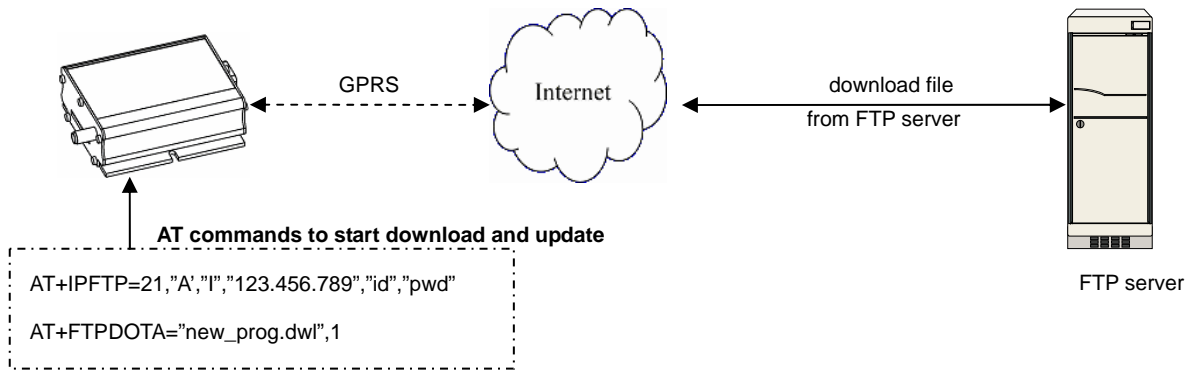 GPRS
Internet
download file
from FTP server
AT commands to start download and update
AT+IPFTP=21,”A’,”I”,”123.456.789”,”id”,”pwd”
AT+FTPDOTA=”new_prog.dwl”,1
FTP server